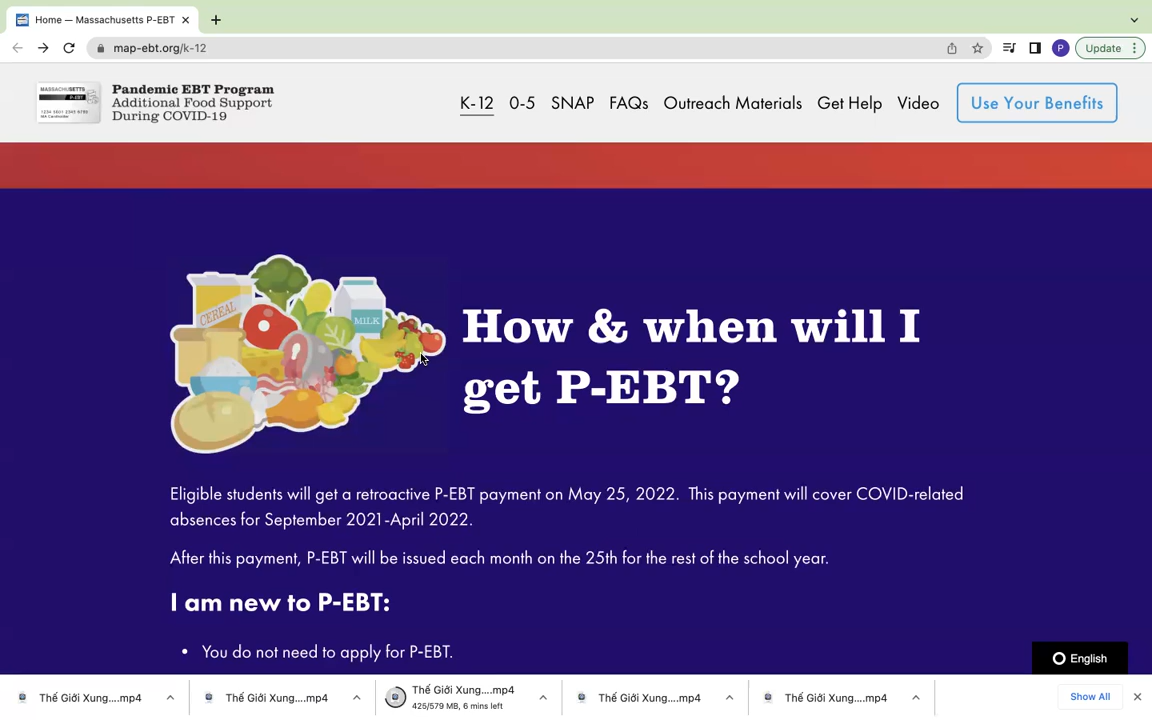 Home — Massachusetts P-EBT
map-ebt.org/k-12
Update
MASSACHUSETTS
P-EBT
Pandemic EBT Program
Additional Food Support
During COVID-19
K-12
0-5
SNAP
FAQs
Outreach Materials
Get Help
Video
Use Your Benefits
CEREAL
MILK
How & when will I
get P-EBT?
Eligible students will get a retroactive P-EBT payment on May 25, 2022. This payment will cover COVID-related
absences for September 2021-April 2022.
After this payment, P-EBT will be issued each month on the 25th for the rest of the school year.
I am new to P-EBT:
• You do not need to apply for P-EBT.
English
Thế Giới Xung....mp4
Thế Giới Xung....mp4
Thế Giới Xung....mp4
425/579 MB, 6 mins left
Thế Giới Xung....mp4
Thế Giới Xung....mp4
Show All
P